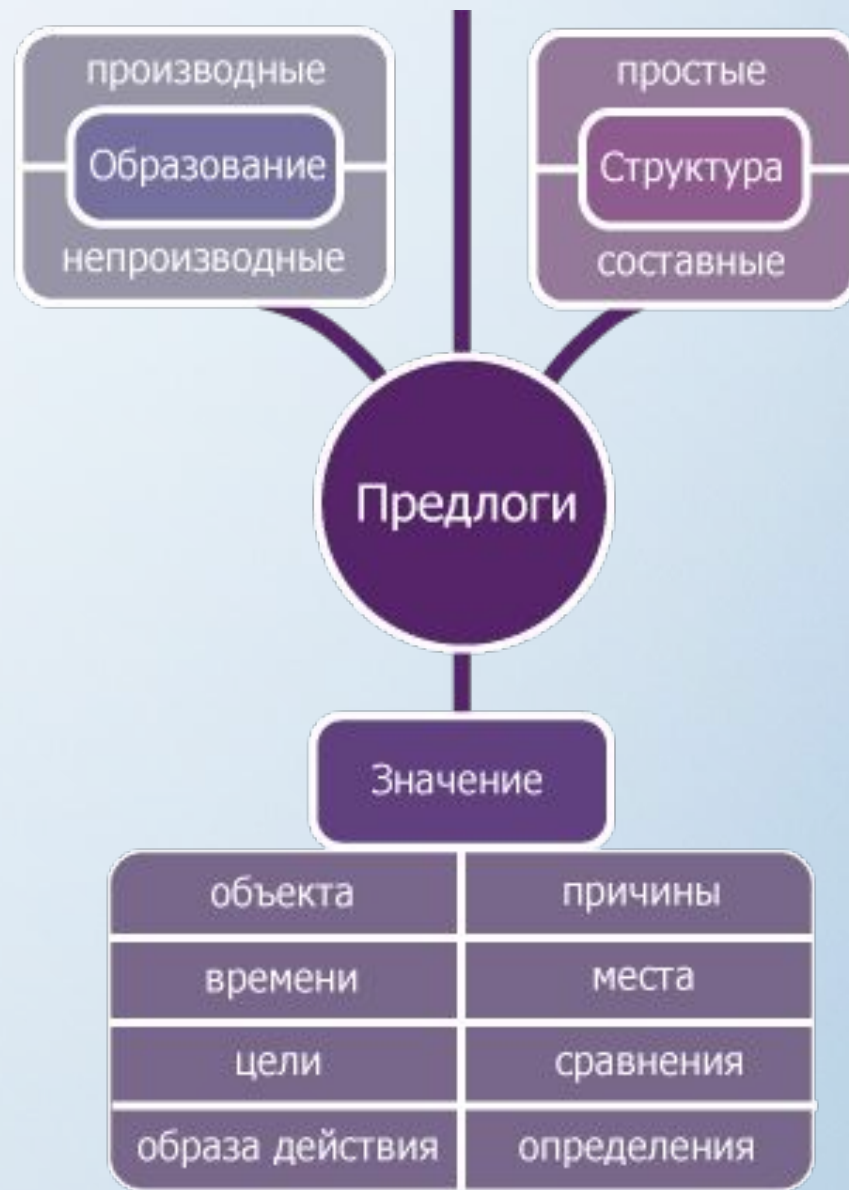 производные
Образование
непроизводные
простые
Структура
составные
Предлоги
Значение
объекта
причины
времени
места
цели
сравнения
образа действия
определения